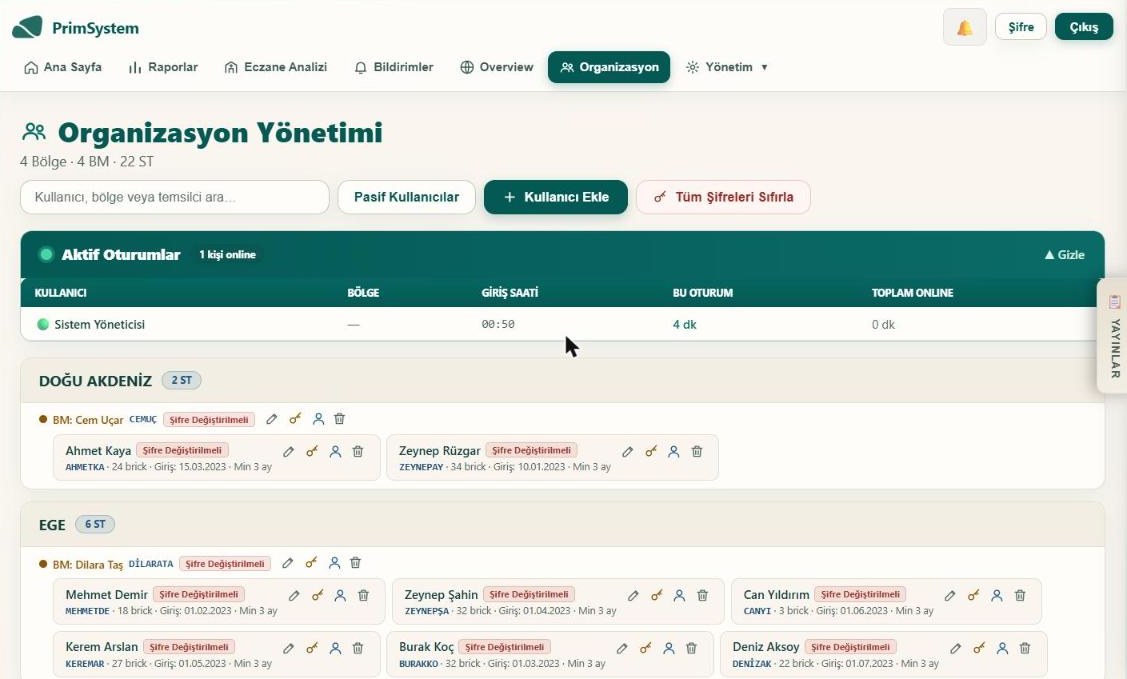 PrimSystem
Şifre
Çıkış
Ana Sayfa
Raporlar
Eczane Analizi
Bildirimler
Overview
Organizasyon
Yönetim ▼
Organizasyon Yönetimi
4 Bölge · 4 BM · 22 ST
Kullanıcı, bölge veya temsilci ara...
Pasif Kullanıcılar
+ Kullanıcı Ekle
Tüm Şifreleri Sıfırla
Aktif Oturumlar 1 kişi online
▲ Gizle
KULLANICI BÖLGE GİRİŞ SAATİ BU OTURUM TOPLAM ONLINE
Sistem Yöneticisi — 00:50 4 dk 0 dk
YAYINLAR
DOĞU AKDENİZ 2 ST
BM: Cem Uçar CEMUÇ Şifre Değiştirilmeli
Ahmet Kaya Şifre Değiştirilmeli
AHMETKA · 24 brick · Giriş: 15.03.2023 · Min 3 ay
Zeynep Rüzgar Şifre Değiştirilmeli
ZEYNEPAY · 34 brick · Giriş: 10.01.2023 · Min 3 ay
EGE 6 ST
BM: Dilara Taş DİLARATA Şifre Değiştirilmeli
Mehmet Demir Şifre Değiştirilmeli
MEHMETDE · 18 brick · Giriş: 01.02.2023 · Min 3 ay
Zeynep Şahin Şifre Değiştirilmeli
ZEYNEPŞA · 32 brick · Giriş: 01.04.2023 · Min 3 ay
Can Yıldırım Şifre Değiştirilmeli
CANYI · 3 brick · Giriş: 01.06.2023 · Min 3 ay
Kerem Arslan Şifre Değiştirilmeli
KEREMAR · 27 brick · Giriş: 01.05.2023 · Min 3 ay
Burak Koç Şifre Değiştirilmeli
BURAKKO · 32 brick · Giriş: 01.03.2023 · Min 3 ay
Deniz Aksoy Şifre Değiştirilmeli
DENİZAK · 22 brick · Giriş: 01.07.2023 · Min 3 ay